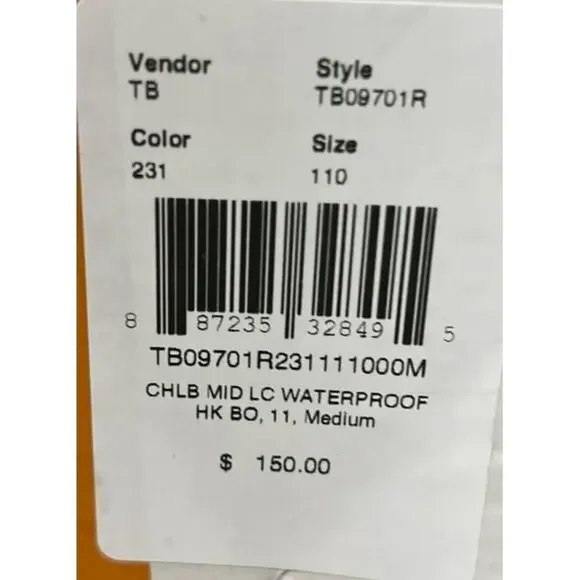 Vendor Style
TB TB09701R
Color Size
231 110
8 87235 32849 5
TB09701R231111000M
CHLB MID LC WATERPROOF
HK BO, 11, Medium
$ 150.00